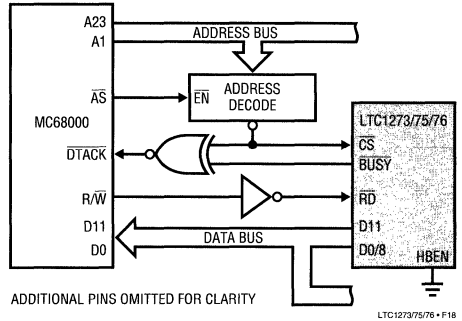 A23
ADDRESS BUS
A1
MC68000
AS
EN
ADDRESS
DECODE
LTC1273/75/76
DTACK
CS
BUSY
R/W
RD
D11
D11
DATA BUS
D0
D0/8
HBEN
ADDITIONAL PINS OMITTED FOR CLARITY
LTC1273/75/76 • F18